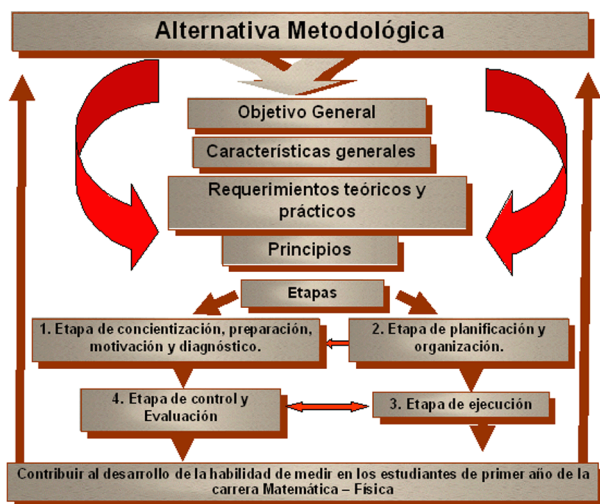 Alternativa Metodológica
Objetivo General
Características generales
Requerimientos teóricos y
prácticos
Principios
Etapas
1. Etapa de concientización, preparación,
motivación y diagnóstico.
2. Etapa de planificación y
organización.
4. Etapa de control y
Evaluación
3. Etapa de ejecución
Contribuir al desarrollo de la habilidad de medir en los estudiantes de primer año de la
carrera Matemática – Física